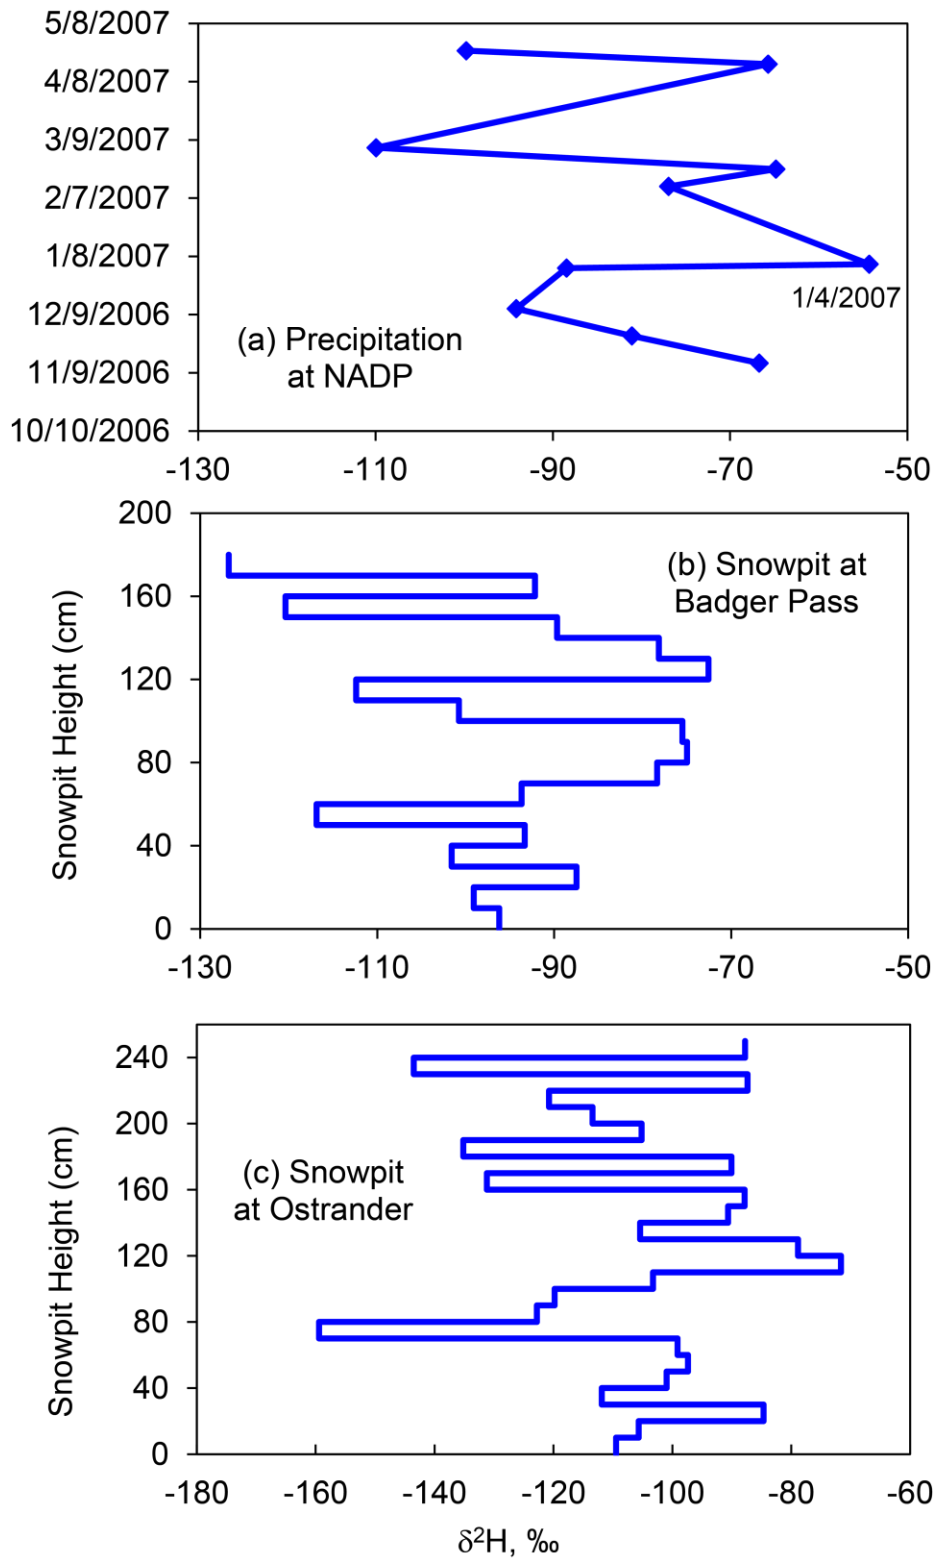 5/8/2007
4/8/2007
3/9/2007
2/7/2007
1/8/2007
1/4/2007
12/9/2006
(a) Precipitation
at NADP
11/9/2006
10/10/2006
-130 -110 -90 -70 -50
200
(b) Snowpit at
Badger Pass
160
120
80
40
0
Snowpit Height (cm)
-130 -110 -90 -70 -50
240
200
(c) Snowpit
at Ostrander
160
120
80
40
0
Snowpit Height (cm)
-180 -160 -140 -120 -100 -80 -60
δ²H, ‰